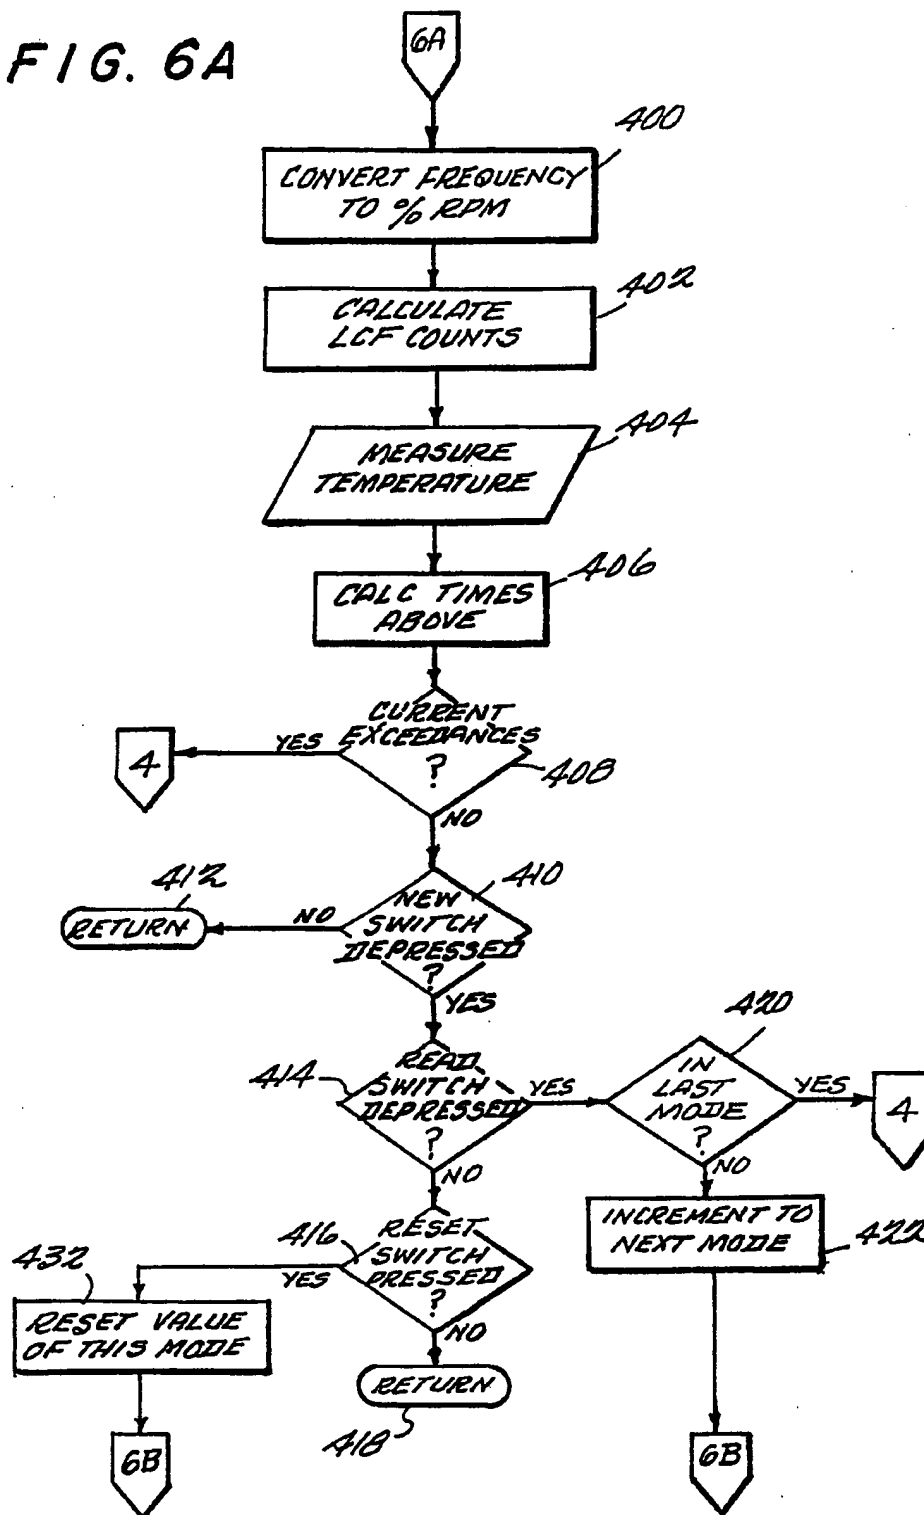 FIG. 6A
6A
400
CONVERT FREQUENCY
TO % RPM
402
CALCULATE
LCF COUNTS
404
MEASURE
TEMPERATURE
406
CALC TIMES
ABOVE
CURRENT
EXCEEDANCES
?
408
YES
4
NO
410
412
NEW
SWITCH
DEPRESSED
?
NO
RETURN
YES
420
414
READ
SWITCH
DEPRESSED
?
YES
IN
LAST
MODE
?
YES
4
NO
NO
416
RESET
SWITCH
PRESSED
?
INCREMENT TO
NEXT MODE
422
432
YES
RESET VALUE
OF THIS MODE
NO
RETURN
418
6B
6B